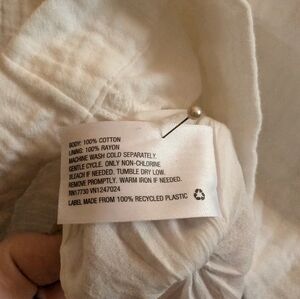 BODY: 100% COTTON
LINING: 100% RAYON
MACHINE WASH COLD SEPARATELY.
GENTLE CYCLE. ONLY NON-CHLORINE
BLEACH IF NEEDED. TUMBLE DRY LOW.
REMOVE PROMPTLY. WARM IRON IF NEEDED.
RN17730 VN1247024
LABEL MADE FROM 100% RECYCLED PLASTIC